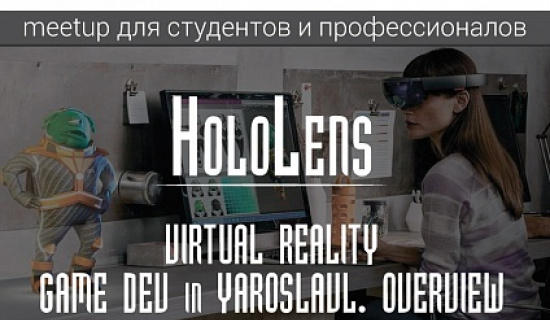 meetup для студентов и профессионалов
HoloLens
VIRTUAL REALITY
GAME DEV in YAROSLAVL. OVERVIEW